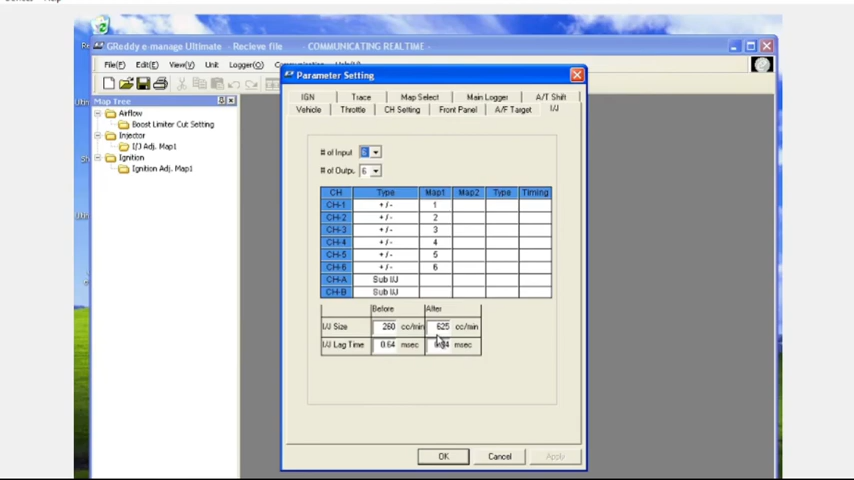 GReddy e-manage Ultimate - Recieve file - COMMUNICATING REALTIME -
File(F) Edit(E) View(V) Unit Logger(O)
Map Tree
Airflow
Boost Limiter Cut Setting
Injector
I/J Adj. Map1
Ignition
Ignition Adj. Map1
Parameter Setting
IGN Trace Map Select Main Logger A/T Shift
Vehicle Throttle CH Setting Front Panel A/F Target I/J
# of Input 6
# of Outpu 6
CH Type Map1 Map2 Type Timing
CH-1 + / - 1
CH-2 + / - 2
CH-3 + / - 3
CH-4 + / - 4
CH-5 + / - 5
CH-6 + / - 6
CH-A Sub I/J
CH-B Sub I/J
Before After
I/J Size 260 cc/min 625 cc/min
I/J Lag Time 0.64 msec msec
OK Cancel Apply